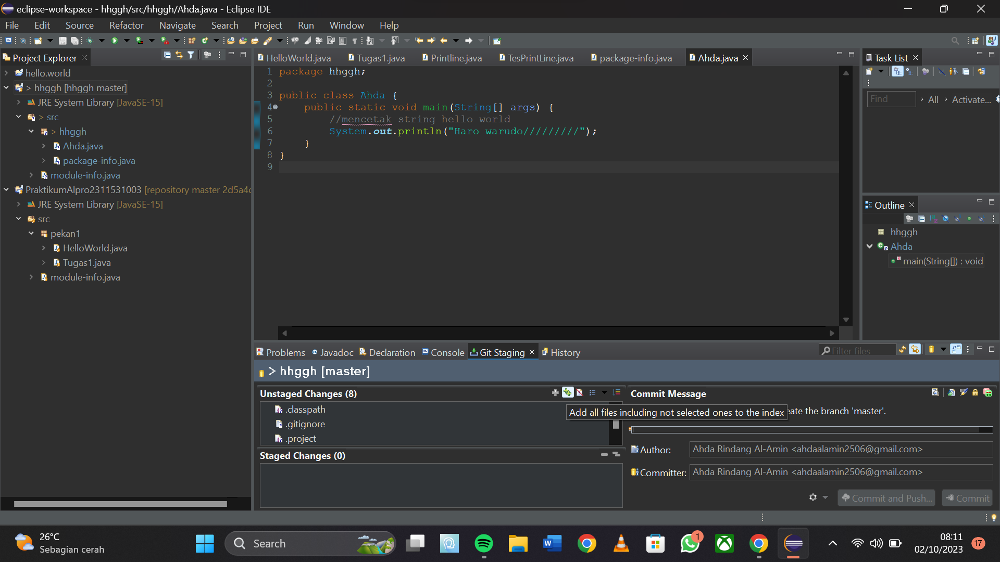 eclipse-workspace - hhggh/src/hhggh/Ahda.java - Eclipse IDE
File Edit Source Refactor Navigate Search Project Run Window Help
Project Explorer
hello.world
> hhggh [hhggh master]
JRE System Library [JavaSE-15]
> src
> hhggh
Ahda.java
package-info.java
module-info.java
PraktikumAlpro2311531003 [repository master 2d5a4
JRE System Library [JavaSE-15]
src
pekan1
HelloWorld.java
Tugas1.java
module-info.java
HelloWorld.java Tugas1.java Printline.java TesPrintLine.java package-info.java Ahda.java
1 package hhggh;
2
3 public class Ahda {
4 public static void main(String[] args) {
5 //mencetak string hello world
6 System.out.println("Haro warudo/////////");
7 }
8 }
9
Task List
Find All Activate...
Outline
hhggh
Ahda
main(String[]) : void
Problems Javadoc Declaration Console Git Staging History
Filter files
> hhggh [master]
Unstaged Changes (8)
.classpath
.gitignore
.project
Add all files including not selected ones to the index
Staged Changes (0)
Commit Message
eate the branch 'master'.
Author: Ahda Rindang Al-Amin <ahdaalamin2506@gmail.com>
Committer: Ahda Rindang Al-Amin <ahdaalamin2506@gmail.com>
Commit and Push... Commit
26°C
Sebagian cerah
Search
1
08:11
02/10/2023
17